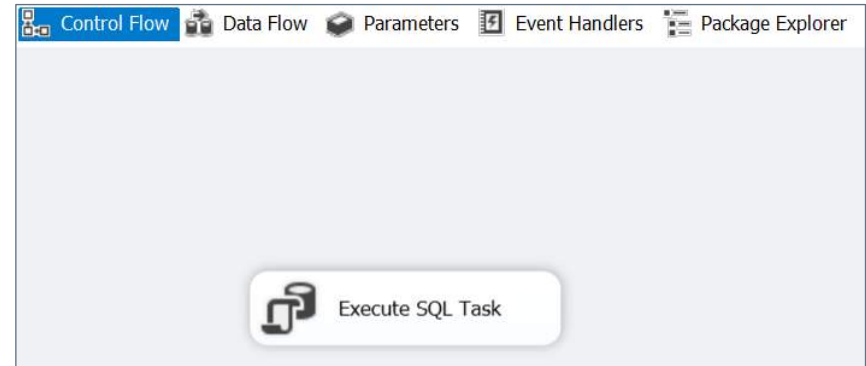 Control Flow Data Flow Parameters Event Handlers Package Explorer
Execute SQL Task